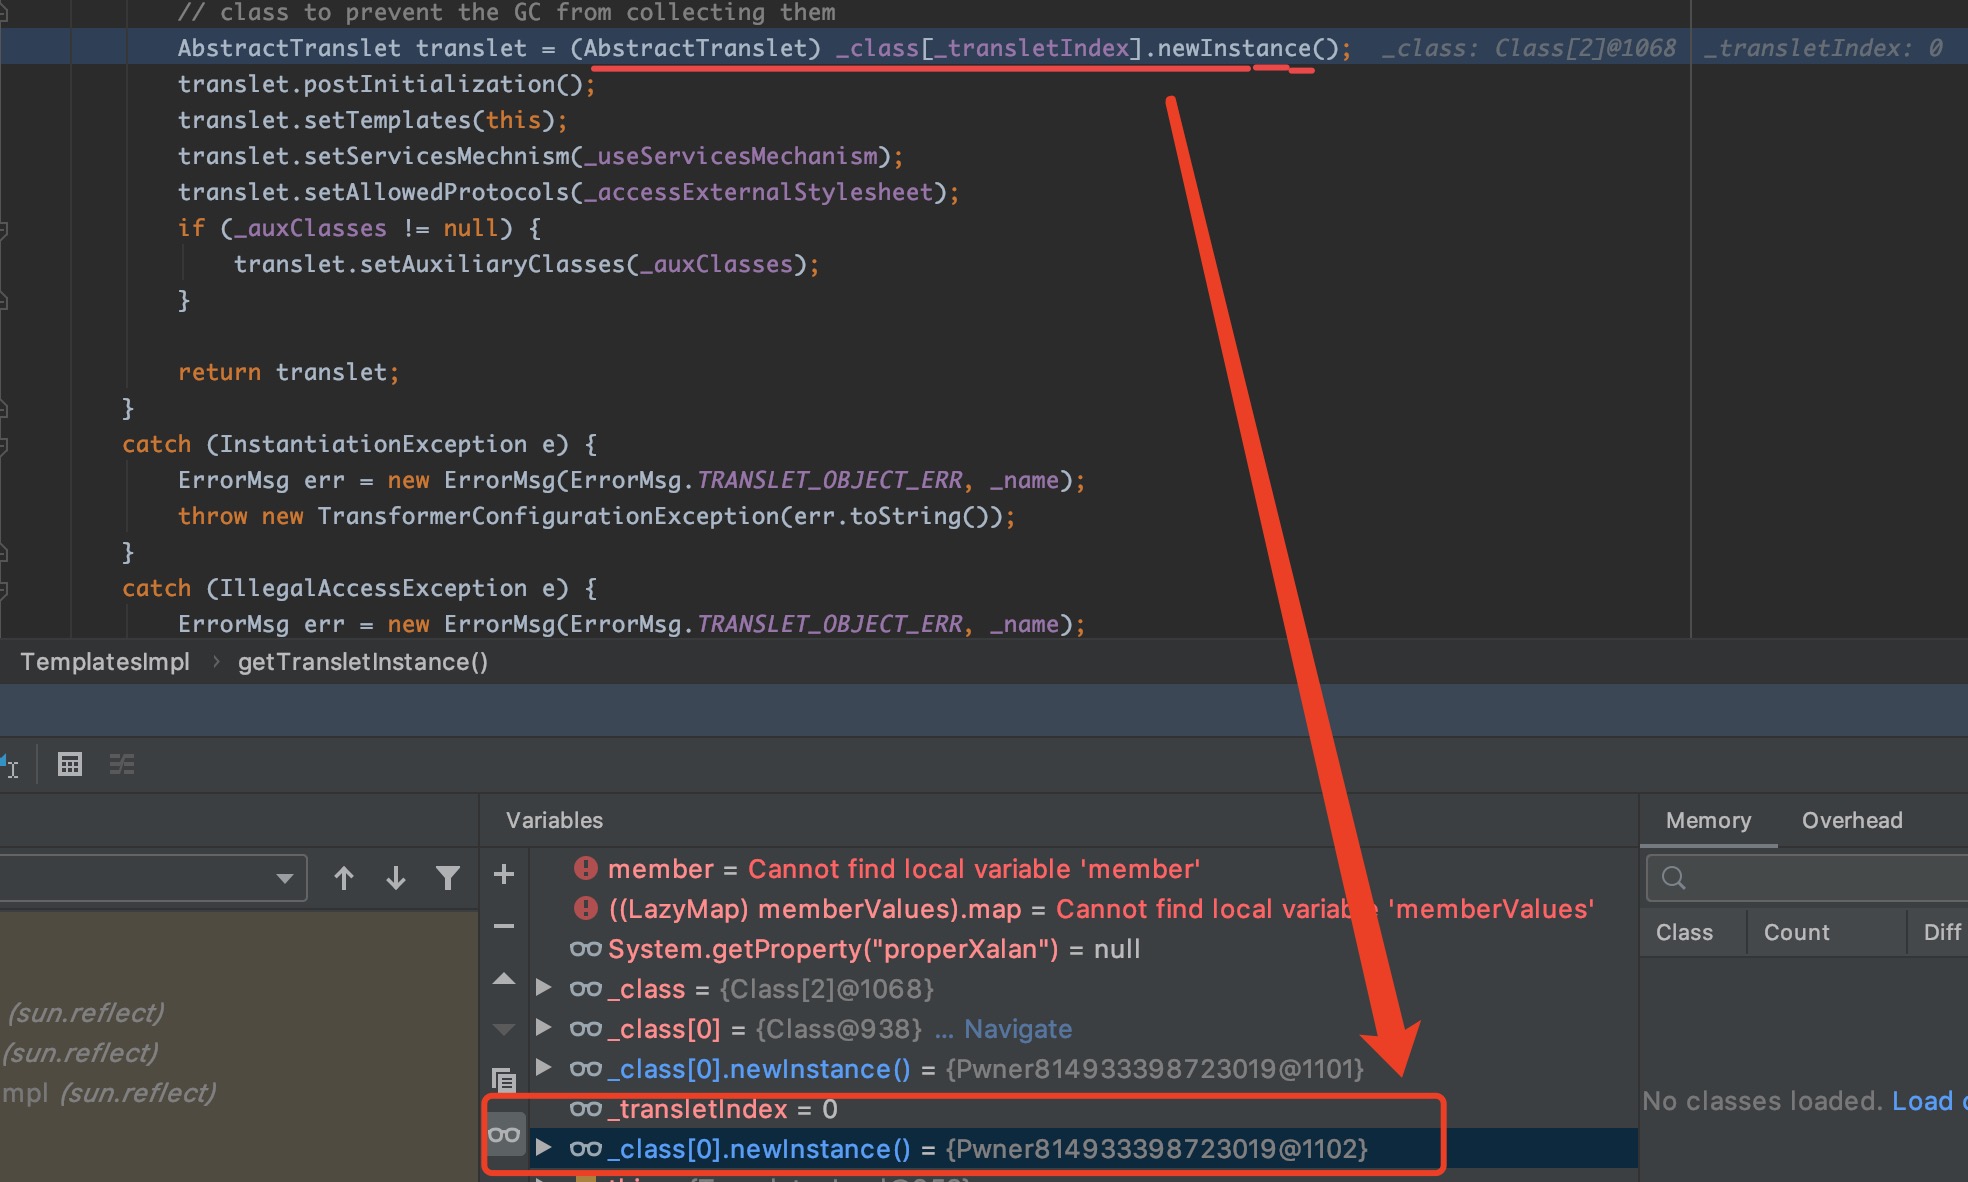 // class to prevent the GC from collecting them
AbstractTranslet translet = (AbstractTranslet) _class[_transletIndex].newInstance(); _class: Class[2]@1068 _transletIndex: 0
translet.postInitialization();
translet.setTemplates(this);
translet.setServicesMechnism(_useServicesMechanism);
translet.setAllowedProtocols(_accessExternalStylesheet);
if (_auxClasses != null) {
translet.setAuxiliaryClasses(_auxClasses);
}
return translet;
}
catch (InstantiationException e) {
ErrorMsg err = new ErrorMsg(ErrorMsg.TRANSLET_OBJECT_ERR, _name);
throw new TransformerConfigurationException(err.toString());
}
catch (IllegalAccessException e) {
ErrorMsg err = new ErrorMsg(ErrorMsg.TRANSLET_OBJECT_ERR, _name);
TemplatesImpl › getTransletInstance()
Variables
Memory Overhead
member = Cannot find local variable 'member'
((LazyMap) memberValues).map = Cannot find local variable 'memberValues'
System.getProperty("properXalan") = null
_class = {Class[2]@1068}
_class[0] = {Class@938} ... Navigate
_class[0].newInstance() = {Pwner814933398723019@1101}
_transletIndex = 0
_class[0].newInstance() = {Pwner814933398723019@1102}
(sun.reflect)
(sun.reflect)
mpl (sun.reflect)
Class Count Diff
No classes loaded. Load